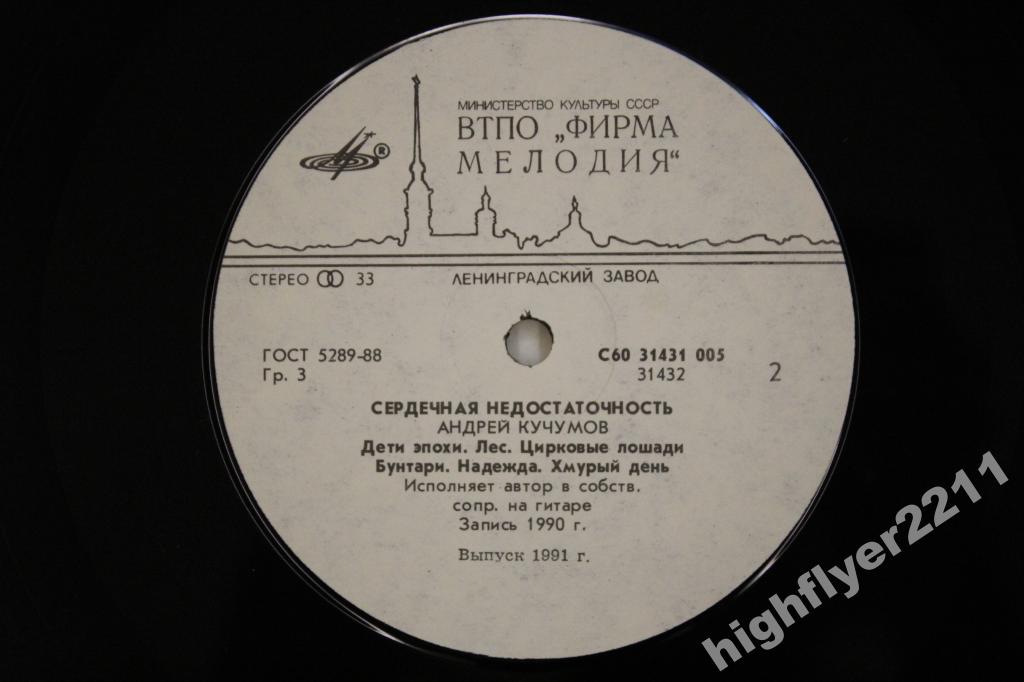 МИНИСТЕРСТВО КУЛЬТУРЫ СССР
ВТПО „ФИРМА
МЕЛОДИЯ“
®
СТЕРЕО 33
ЛЕНИНГРАДСКИЙ ЗАВОД
ГОСТ 5289-88
Гр. 3
С60 31431 005
31432
2
СЕРДЕЧНАЯ НЕДОСТАТОЧНОСТЬ
АНДРЕЙ КУЧУМОВ
Дети эпохи. Лес. Цирковые лошади
Бунтари. Надежда. Хмурый день
Исполняет автор в собств.
сопр. на гитаре
Запись 1990 г.
Выпуск 1991 г.
highflyer2211